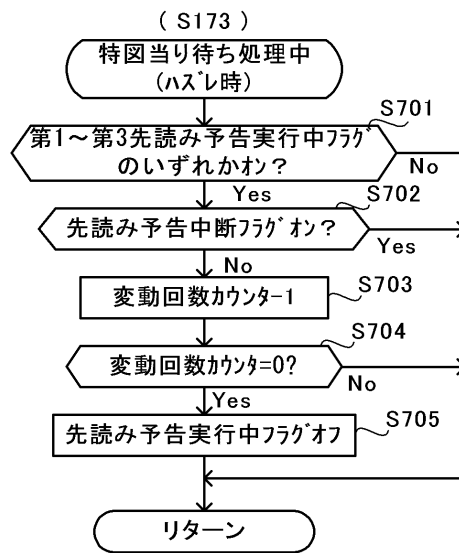 ( S173 )
特図当り待ち処理中
(ハズレ時)
S701
第1～第3先読み予告実行中フラグ
のいずれかオン？
No
Yes
S702
先読み予告中断フラグオン？
Yes
No
S703
変動回数カウンタ-1
S704
変動回数カウンタ=0?
No
Yes
S705
先読み予告実行中フラグオフ
リターン